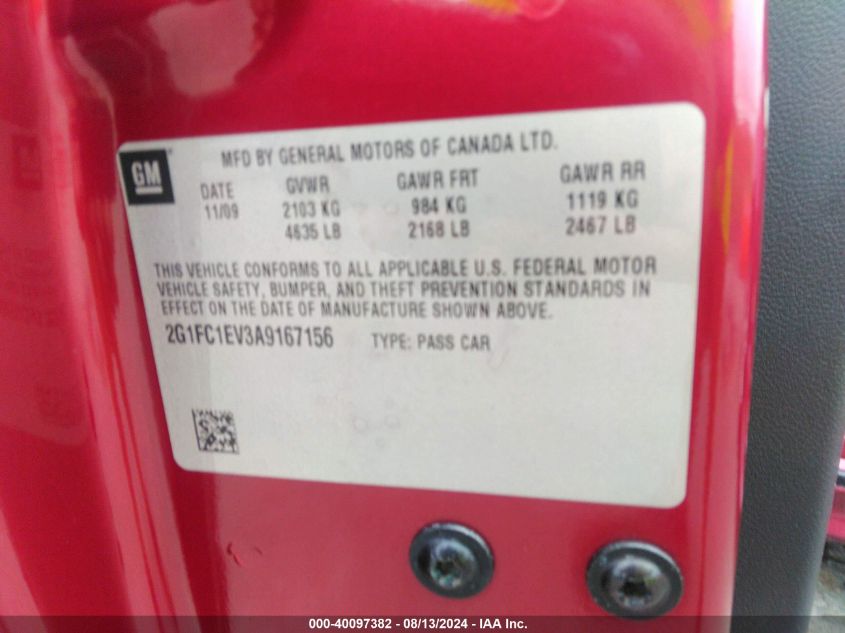 GM
MFD BY GENERAL MOTORS OF CANADA LTD.
DATE GVWR GAWR FRT GAWR RR
11/09 2103 KG 984 KG 1119 KG
4635 LB 2168 LB 2467 LB
THIS VEHICLE CONFORMS TO ALL APPLICABLE U.S. FEDERAL MOTOR
VEHICLE SAFETY, BUMPER, AND THEFT PREVENTION STANDARDS IN
EFFECT ON THE DATE OF MANUFACTURE SHOWN ABOVE.
2G1FC1EV3A9167156 TYPE: PASS CAR
000-40097382 - 08/13/2024 - IAA Inc.